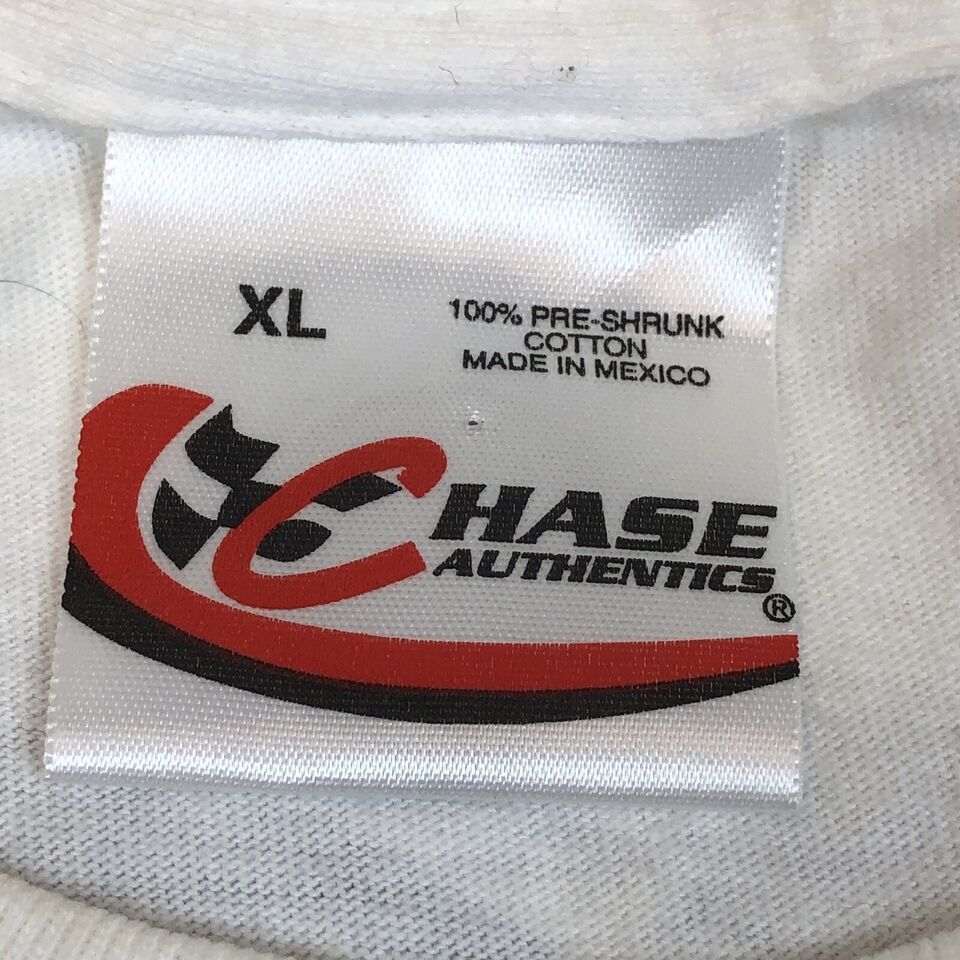 XL
100% PRE-SHRUNK
COTTON
MADE IN MEXICO
CHASE
AUTHENTICS
®